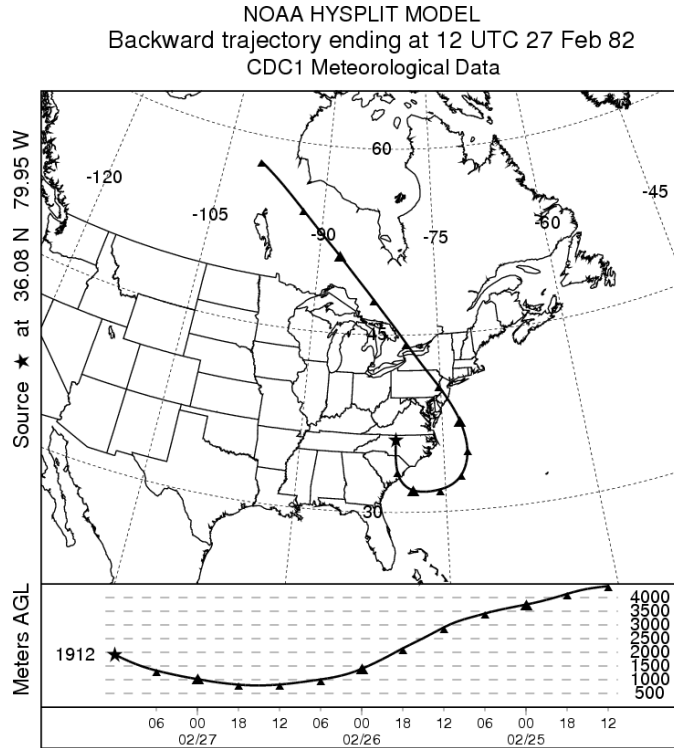 NOAA HYSPLIT MODEL
Backward trajectory ending at 12 UTC 27 Feb 82
CDC1 Meteorological Data
Source ★ at 36.08 N 79.95 W
60
-120
-45
-105
-60
-90
-75
45
30
Meters AGL
1912
4000
3500
3000
2500
2000
1500
1000
500
06 00 18 12 06 00 18 12 06 00 18 12
02/27 02/26 02/25